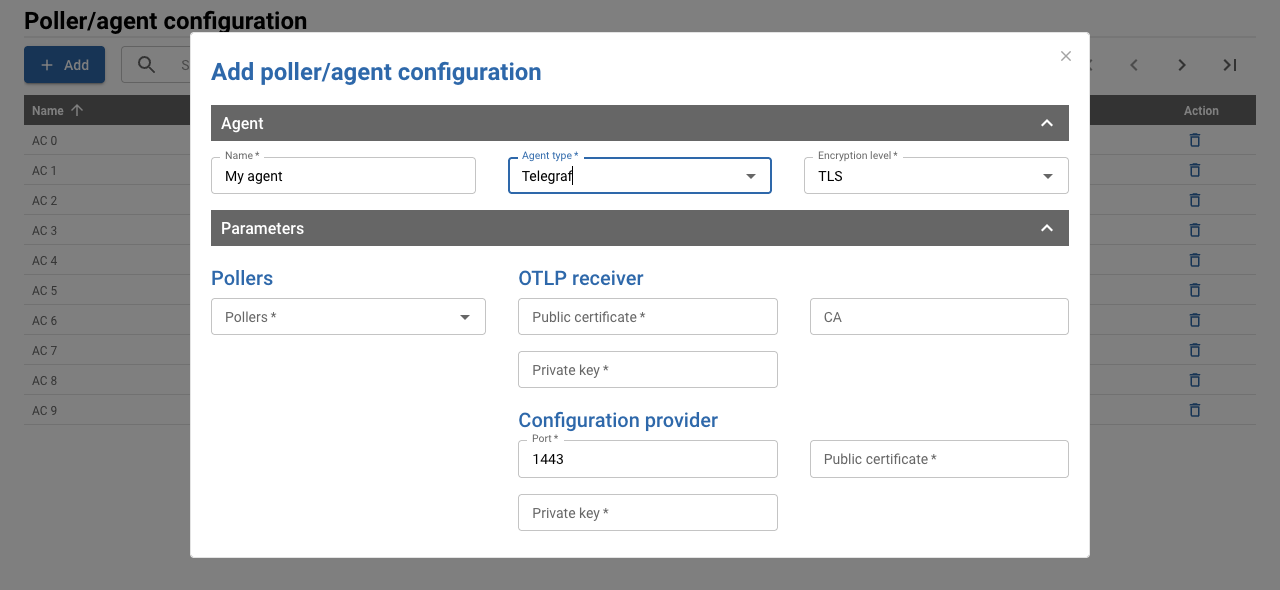 Poller/agent configuration
Add
S
Add poller/agent configuration
Agent
Name *
My agent
Agent type *
Telegraf
Encryption level *
TLS
Parameters
Pollers
Pollers *
OTLP receiver
Public certificate *
CA
Private key *
Configuration provider
Port *
1443
Public certificate *
Private key *
Name
Action
AC 0
AC 1
AC 2
AC 3
AC 4
AC 5
AC 6
AC 7
AC 8
AC 9